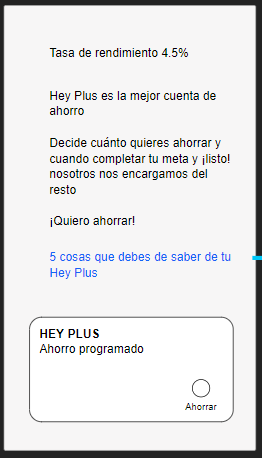 Tasa de rendimiento 4.5%
Hey Plus es la mejor cuenta de
ahorro
Decide cuánto quieres ahorrar y
cuando completar tu meta y ¡listo!
nosotros nos encargamos del
resto
¡Quiero ahorrar!
5 cosas que debes de saber de tu
Hey Plus
HEY PLUS
Ahorro programado
Ahorrar